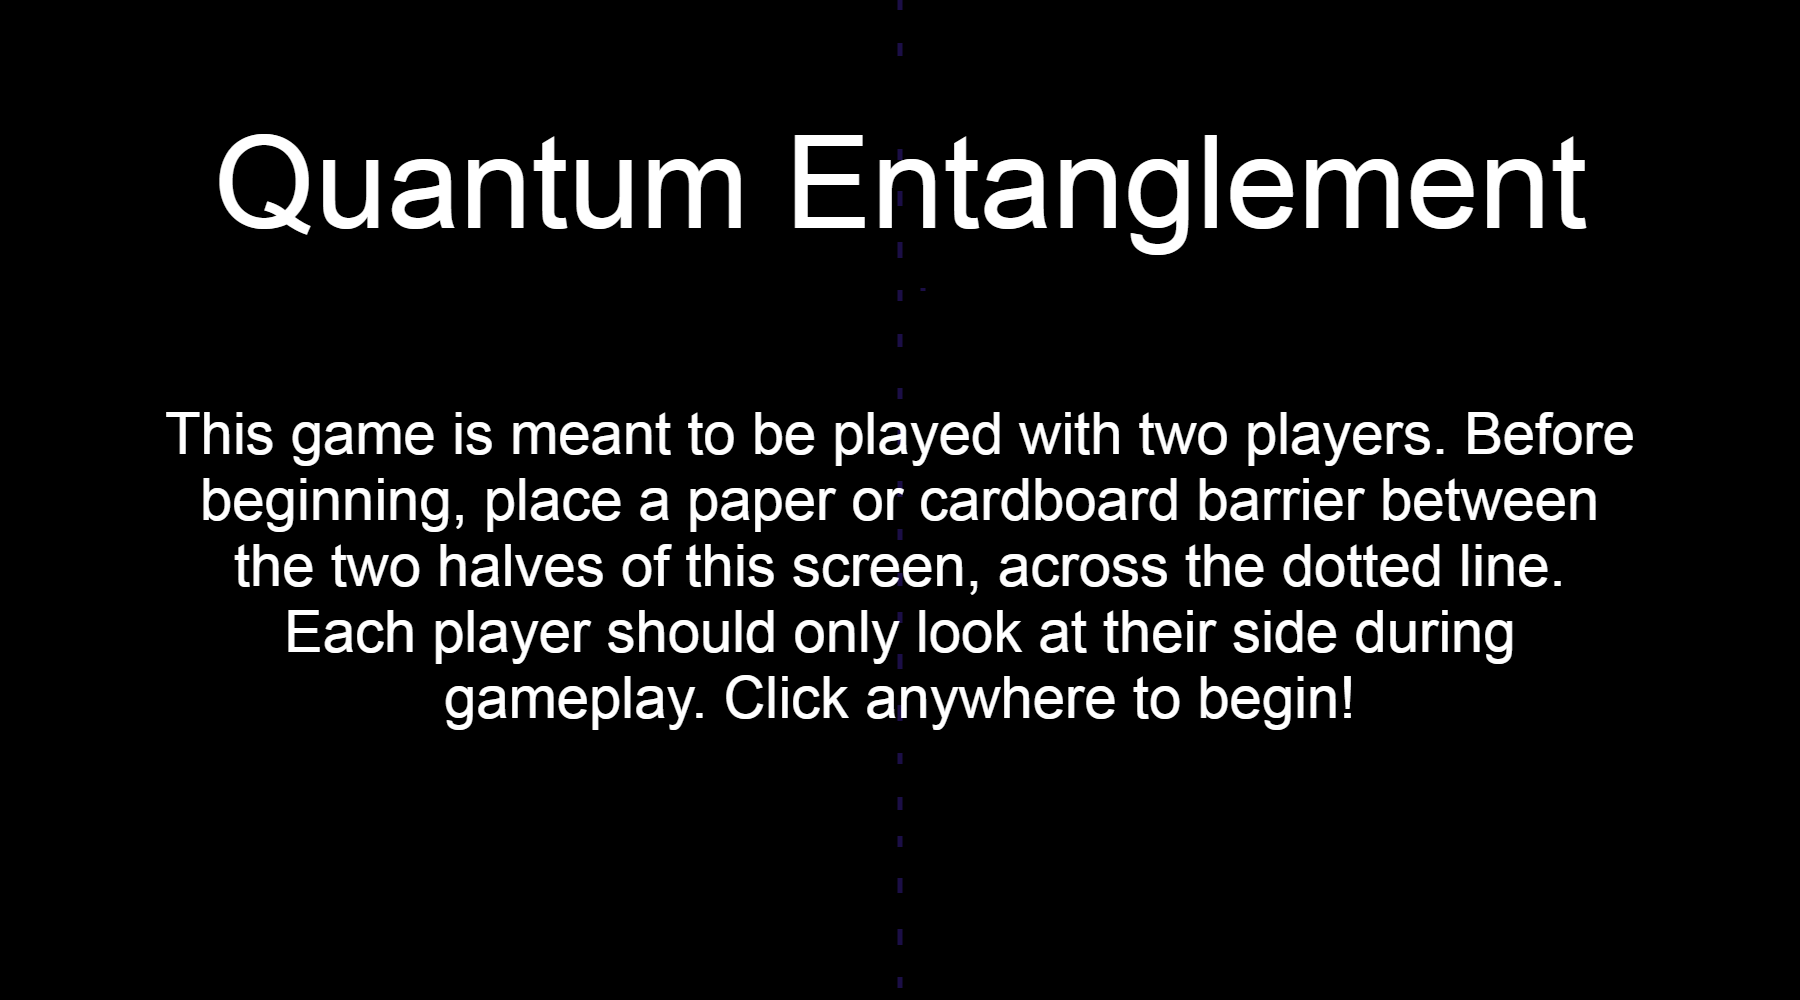 Quantum Entanglement
This game is meant to be played with two players. Before
beginning, place a paper or cardboard barrier between
the two halves of this screen, across the dotted line.
Each player should only look at their side during
gameplay. Click anywhere to begin!